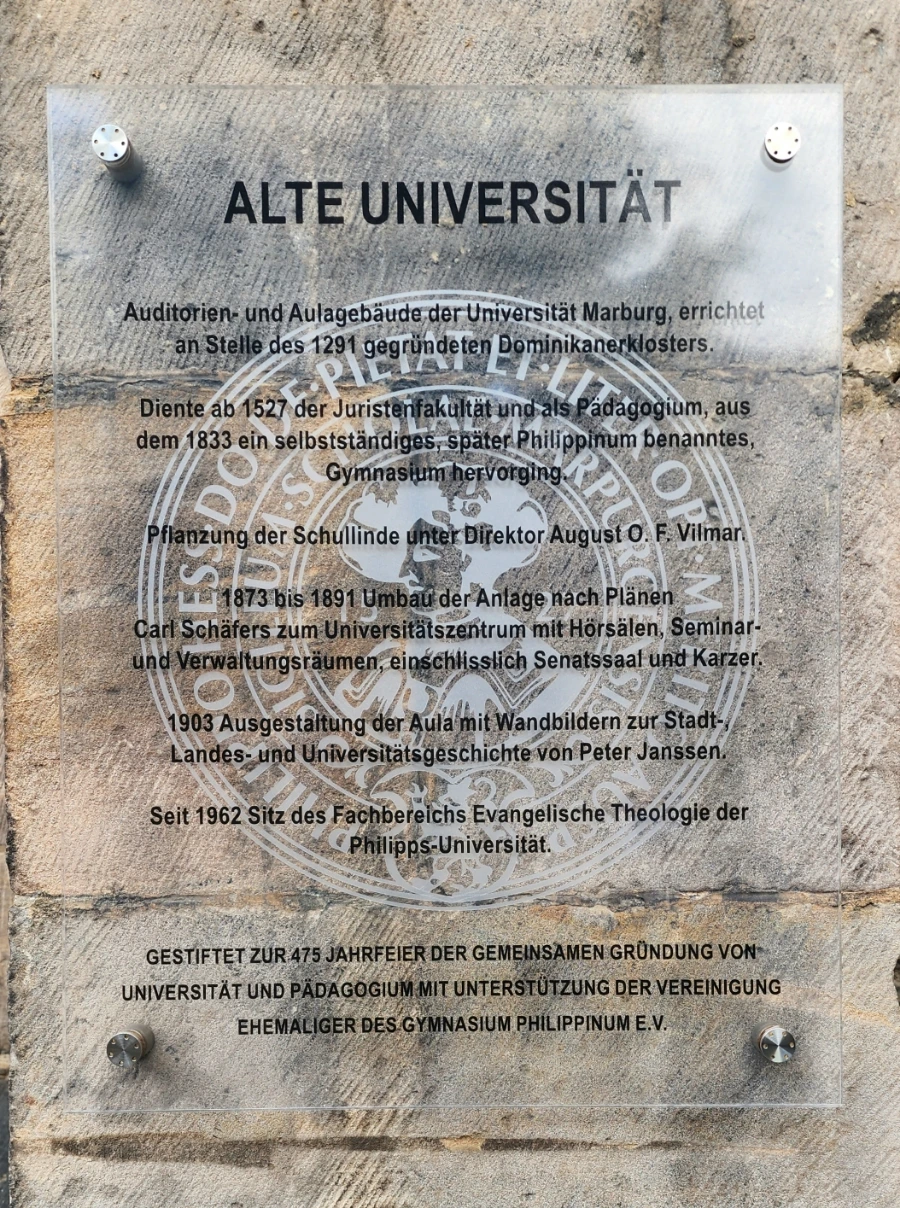 ALTE UNIVERSITÄT
Auditorien- und Aulagebäude der Universität Marburg, errichtet
an Stelle des 1291 gegründeten Dominikanerklosters.
Diente ab 1527 der Juristenfakultät und als Pädagogium, aus
dem 1833 ein selbstständiges, später Philippinum benanntes,
Gymnasium hervorging.
Pflanzung der Schullinde unter Direktor August O. F. Vilmar.
1873 bis 1891 Umbau der Anlage nach Plänen
Carl Schäfers zum Universitätszentrum mit Hörsälen, Seminar-
und Verwaltungsräumen, einschlisslich Senatssaal und Karzer.
1903 Ausgestaltung der Aula mit Wandbildern zur Stadt-,
Landes- und Universitätsgeschichte von Peter Janssen.
Seit 1962 Sitz des Fachbereichs Evangelische Theologie der
Philipps-Universität.
GESTIFTET ZUR 475 JAHRFEIER DER GEMEINSAMEN GRÜNDUNG VON
UNIVERSITÄT UND PÄDAGOGIUM MIT UNTERSTÜTZUNG DER VEREINIGUNG
EHEMALIGER DES GYMNASIUM PHILIPPINUM E.V.